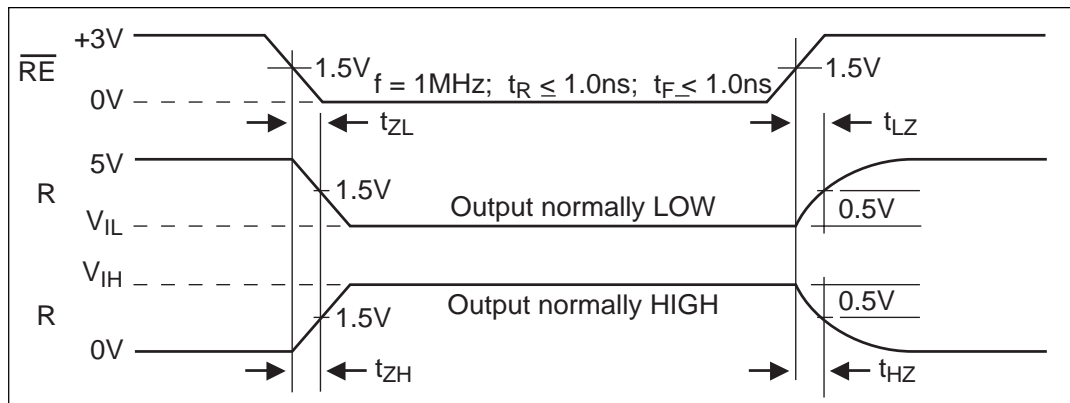 +3V
R̅E̅
1.5V
1.5V
f = 1MHz; tR ≤ 1.0ns; tF ≤ 1.0ns
0V
tZL
tLZ
5V
R
1.5V
Output normally LOW
0.5V
VIL
VIH
Output normally HIGH
0.5V
R
1.5V
0V
tZH
tHZ